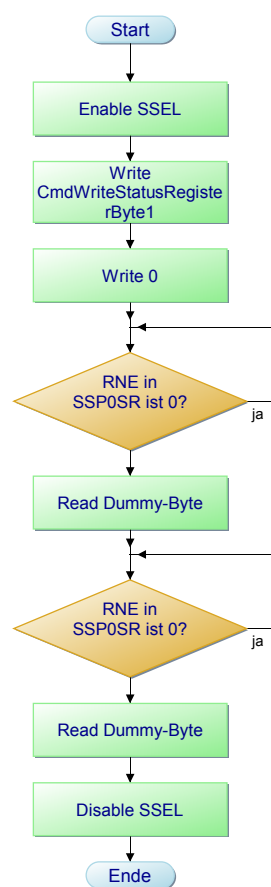 Start
Enable SSEL
Write
CmdWriteStatusRegiste
rByte1
Write 0
RNE in
SSP0SR ist 0?
ja
Read Dummy-Byte
RNE in
SSP0SR ist 0?
ja
Read Dummy-Byte
Disable SSEL
Ende